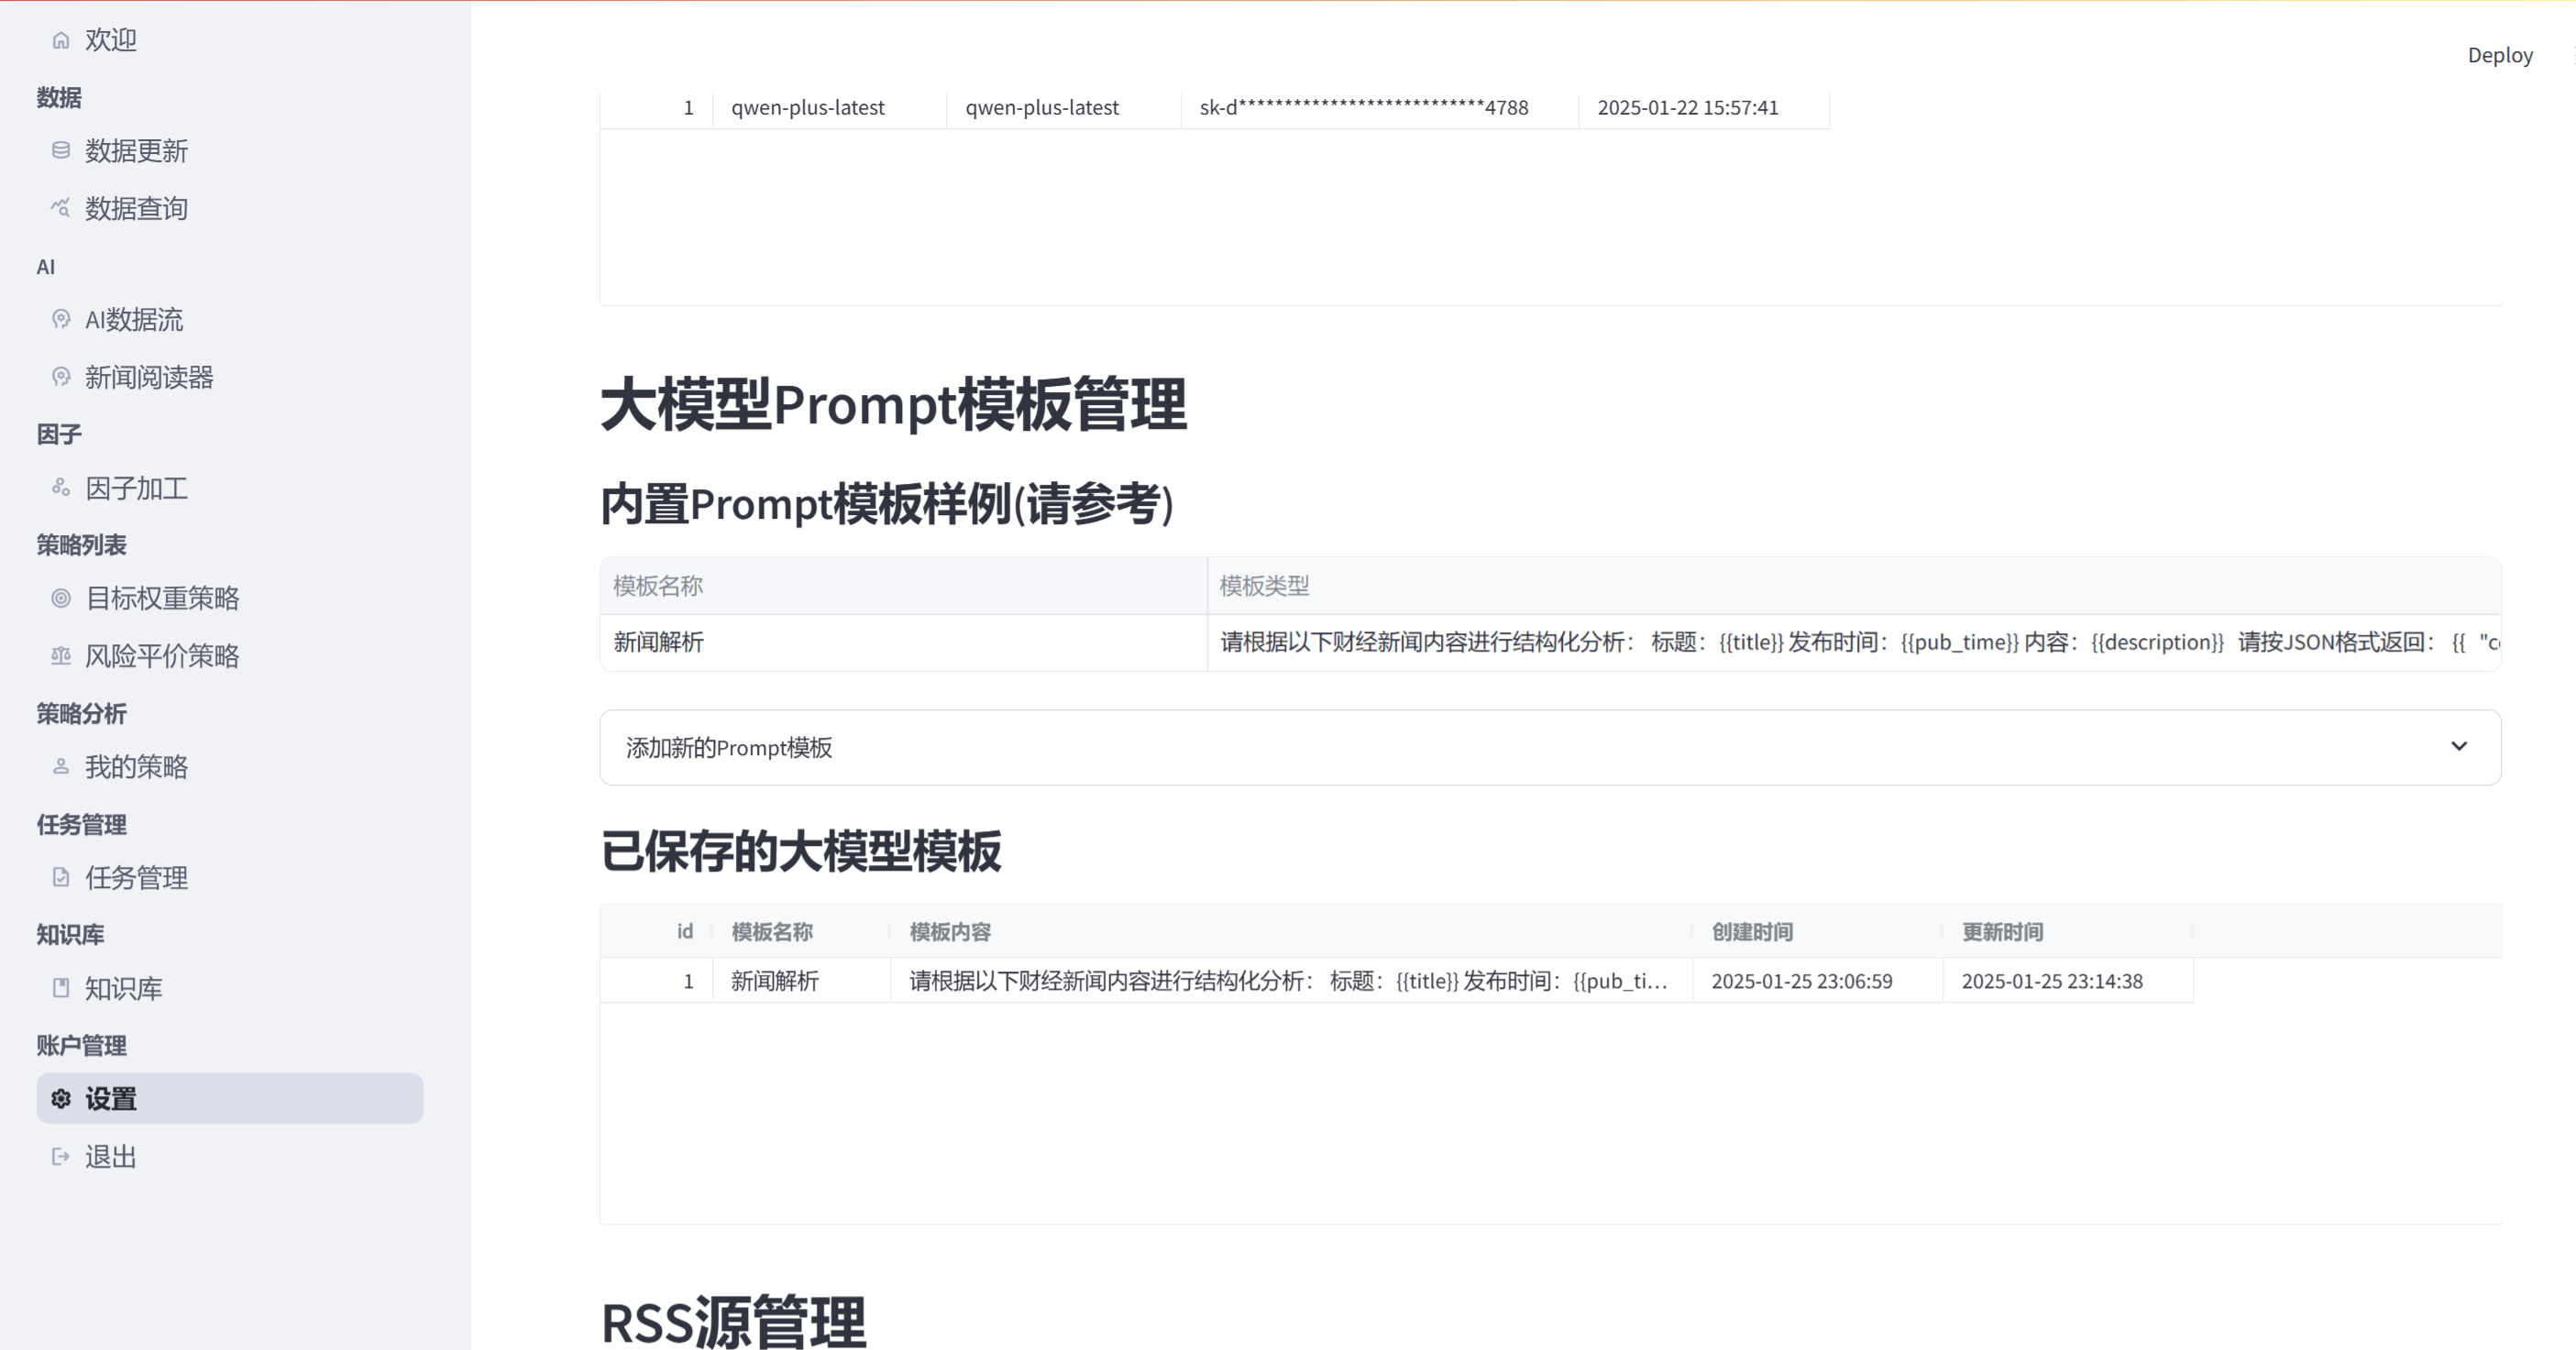 欢迎
数据
数据更新
数据查询
AI
AI数据流
新闻阅读器
因子
因子加工
策略列表
目标权重策略
风险平价策略
策略分析
我的策略
任务管理
任务管理
知识库
知识库
账户管理
设置
退出
Deploy
1 qwen-plus-latest qwen-plus-latest sk-d***************************4788 2025-01-22 15:57:41
大模型Prompt模板管理
内置Prompt模板样例(请参考)
模板名称 模板类型
新闻解析 请根据以下财经新闻内容进行结构化分析： 标题：{{title}} 发布时间：{{pub_time}} 内容：{{description}} 请按JSON格式返回： {{ "c
添加新的Prompt模板
已保存的大模型模板
id 模板名称 模板内容 创建时间 更新时间
1 新闻解析 请根据以下财经新闻内容进行结构化分析： 标题：{{title}} 发布时间：{{pub_ti... 2025-01-25 23:06:59 2025-01-25 23:14:38
RSS源管理